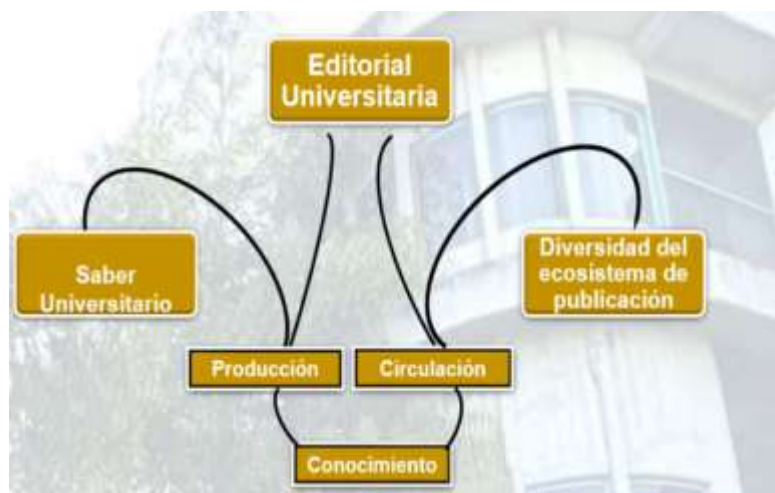 Editorial
Universitaria
Saber
Universitario
Diversidad del
ecosistema de
publicación
Producción
Circulación
Conocimiento